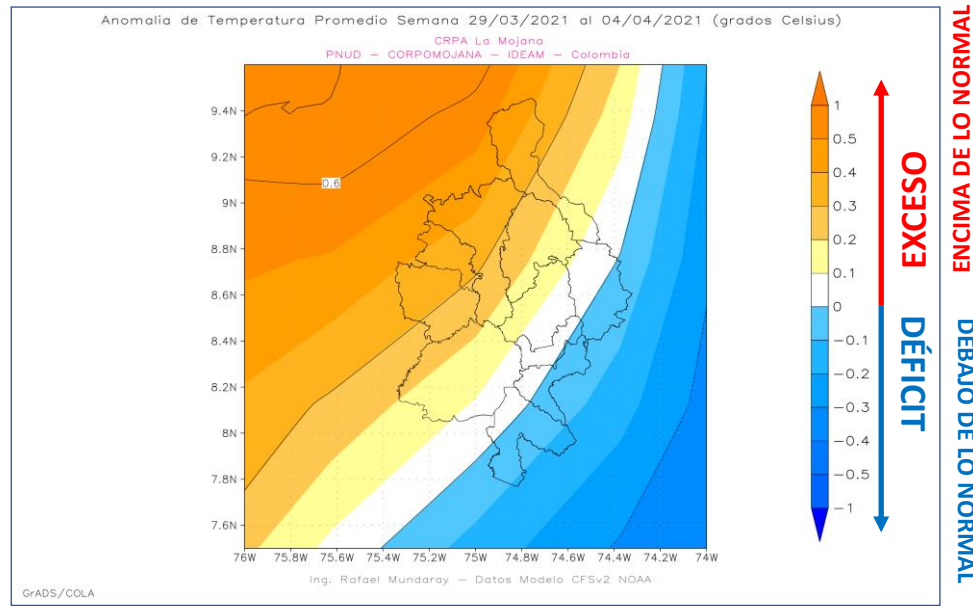 Anomalia de Temperatura Promedio Semana 29/03/2021 al 04/04/2021 (grados Celsius)
CRPA La Mojana
PNUD – CORPOMOJANA – IDEAM – Colombia
9.4N
9.2N
9N
8.8N
8.6N
8.4N
8.2N
8N
7.8N
7.6N
0.6
76W 75.8W 75.6W 75.4W 75.2W 75W 74.8W 74.6W 74.4W 74.2W 74W
1
0.5
0.4
0.3
0.2
0.1
0
−0.1
−0.2
−0.3
−0.4
−0.5
−1
EXCESO
DÉFICIT
ENCIMA DE LO NORMAL
DEBAJO DE LO NORMAL
Ing. Rafael Mundaray – Datos Modelo CFSv2 NOAA
GrADS/COLA